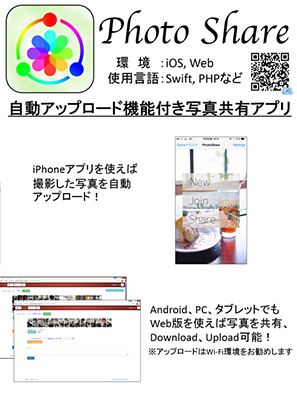 Photo Share
環 境 :iOS, Web
使用言語:Swift, PHPなど
自動アップロード機能付き写真共有アプリ
iPhoneアプリを使えば
撮影した写真を自動
アップロード！
PhotoShare
Settings
New
Join
Share
Android、PC、タブレットでも
Web版を使えば写真を共有、
Download、Upload可能！
※アップロードはWi-Fi環境をお勧めします